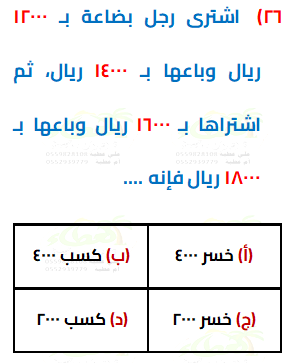 ٢٦) اشترى رجل بضاعة بـ ١٢٠٠٠
ريال وباعها بـ ١٤٠٠٠ ريال، ثم
اشتراها بـ ١٦٠٠٠ ريال وباعها بـ
١٨٠٠٠ ريال فإنه ....
(أ) خسر ٤٠٠٠
(ب) كسب ٤٠٠٠
(ج) خسر ٢٠٠٠
(د) كسب ٢٠٠٠